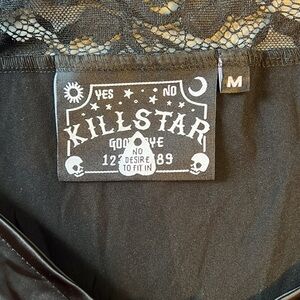 YES NO M
KILLSTAR
GOO YE
12 89
NO
DESIRE
TO FIT IN